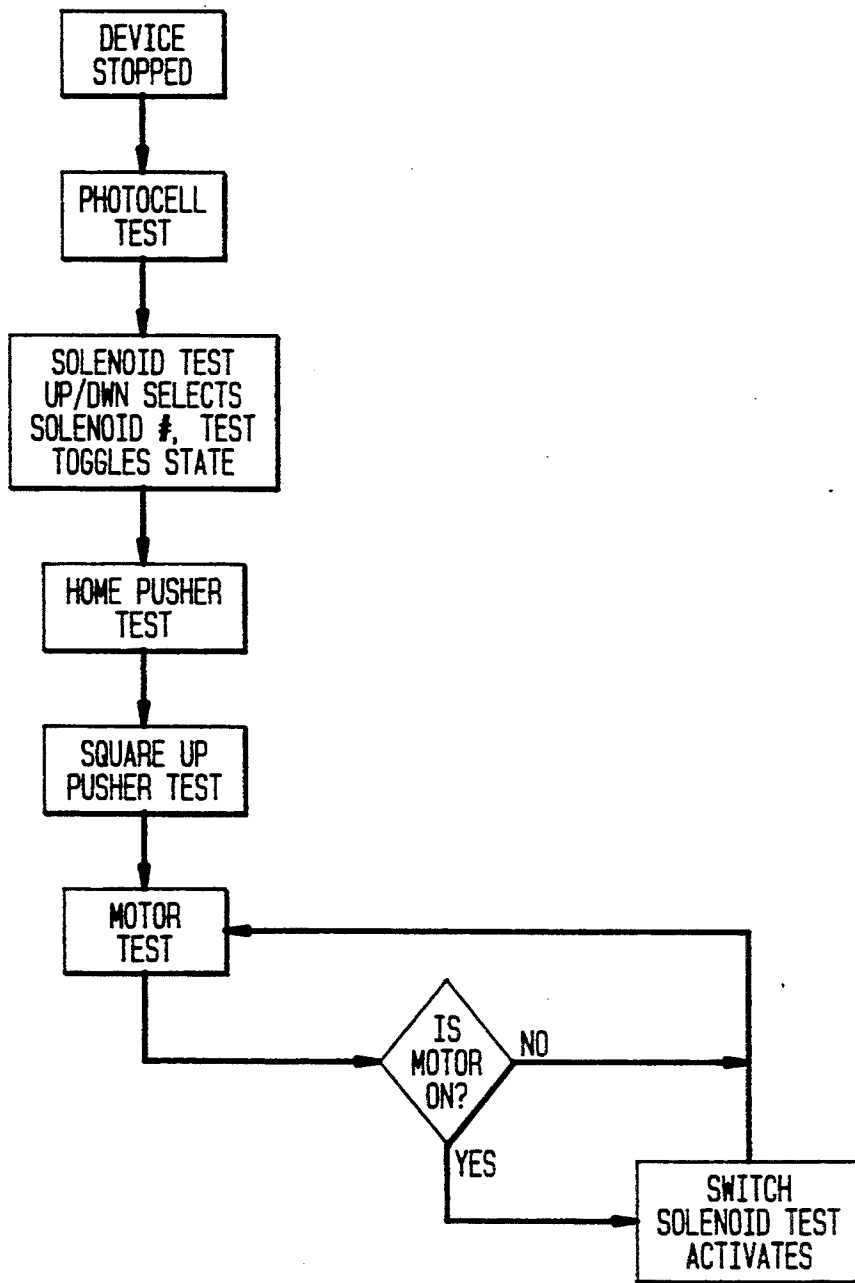 DEVICE
STOPPED
PHOTOCELL
TEST
SOLENOID TEST
UP/DWN SELECTS
SOLENOID #, TEST
TOGGLES STATE
HOME PUSHER
TEST
SQUARE UP
PUSHER TEST
MOTOR
TEST
IS
MOTOR
ON?
NO
YES
SWITCH
SOLENOID TEST
ACTIVATES